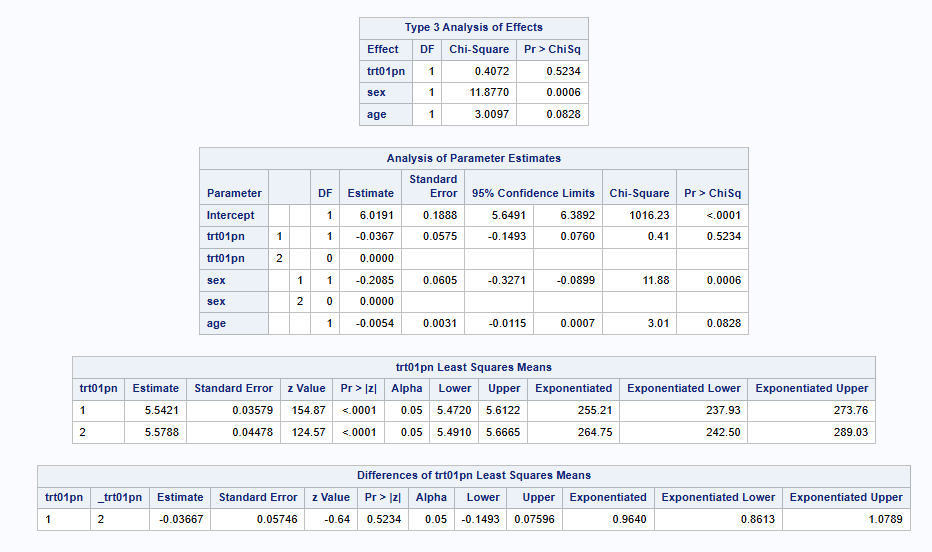 Type 3 Analysis of Effects
Effect DF Chi-Square Pr > ChiSq
trt01pn 1 0.4072 0.5234
sex 1 11.8770 0.0006
age 1 3.0097 0.0828
Analysis of Parameter Estimates
Parameter DF Estimate Standard Error 95% Confidence Limits Chi-Square Pr > ChiSq
Intercept 1 6.0191 0.1888 5.6491 6.3892 1016.23 <.0001
trt01pn 1 1 -0.0367 0.0575 -0.1493 0.0760 0.41 0.5234
trt01pn 2 0 0.0000
sex 1 1 -0.2085 0.0605 -0.3271 -0.0899 11.88 0.0006
sex 2 0 0.0000
age 1 -0.0054 0.0031 -0.0115 0.0007 3.01 0.0828
trt01pn Least Squares Means
trt01pn Estimate Standard Error z Value Pr > |z| Alpha Lower Upper Exponentiated Exponentiated Lower Exponentiated Upper
1 5.5421 0.03579 154.87 <.0001 0.05 5.4720 5.6122 255.21 237.93 273.76
2 5.5788 0.04478 124.57 <.0001 0.05 5.4910 5.6665 264.75 242.50 289.03
Differences of trt01pn Least Squares Means
trt01pn _trt01pn Estimate Standard Error z Value Pr > |z| Alpha Lower Upper Exponentiated Exponentiated Lower Exponentiated Upper
1 2 -0.03667 0.05746 -0.64 0.5234 0.05 -0.1493 0.07596 0.9640 0.8613 1.0789